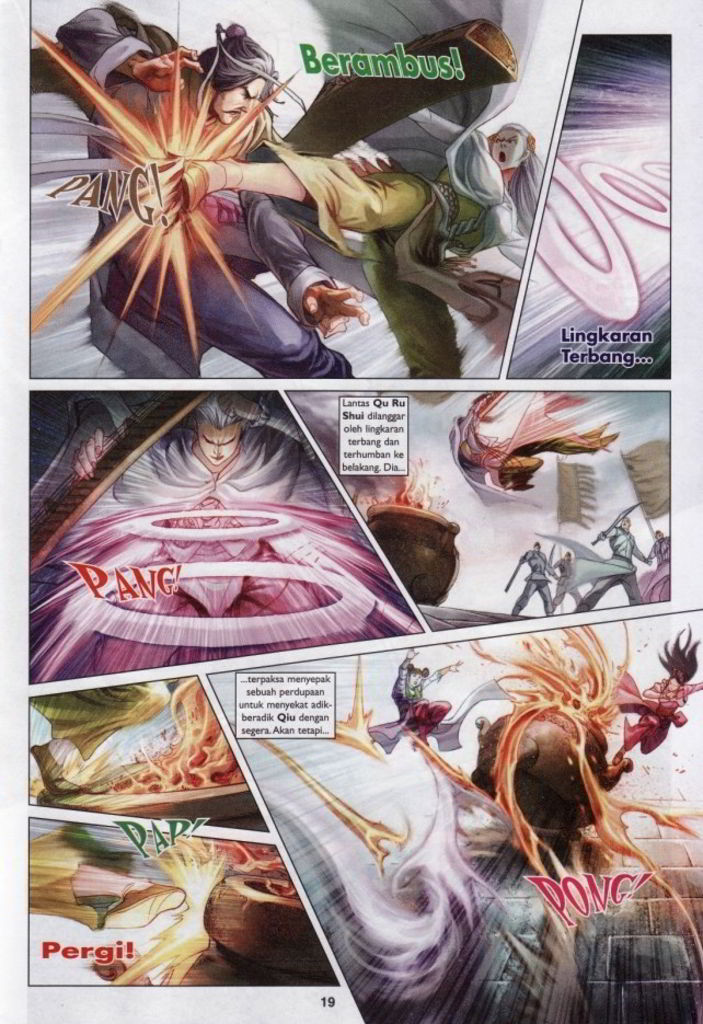 Berambus!
PANG!
Lingkaran
Terbang...
PANG!
Lantas Qu Ru
Shui dilanggar
oleh lingkaran
terbang dan
terhumban ke
belakang. Dia...
...terpaksa menyepak
sebuah perdupaan
untuk menyekat adik-
beradik Qiu dengan
segera. Akan tetapi...
PAP!
Pergi!
PONG!
19